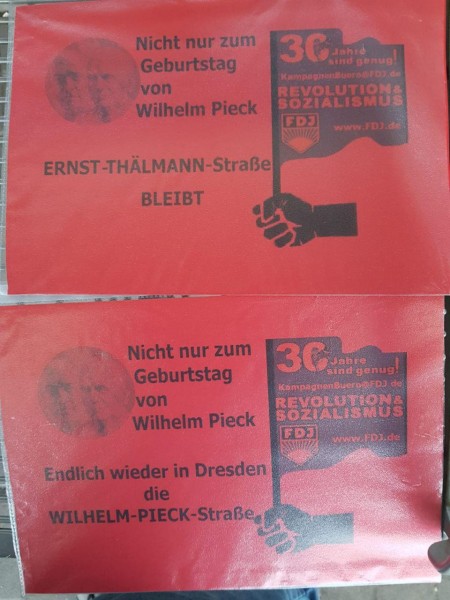 Nicht nur zum
Geburtstag
von
Wilhelm Pieck
30 Jahre
sind genug!
KampagnenBuero@FDJ.de
REVOLUTION&
SOZIALISMUS
FDJ
www.FDJ.de
ERNST-THÄLMANN-Straße
BLEIBT
Nicht nur zum
Geburtstag
von
Wilhelm Pieck
30 Jahre
sind genug!
KampagnenBuero@FDJ.de
REVOLUTION&
SOZIALISMUS
FDJ
www.FDJ.de
Endlich wieder in Dresden
die
WILHELM-PIECK-Straße